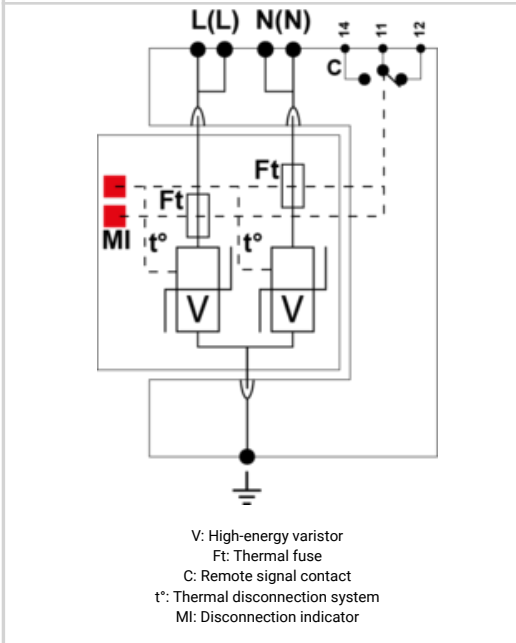 L(L) N(N)
14 11 12
C
Ft
Ft
MI t° t°
V V
V: High-energy varistor
Ft: Thermal fuse
C: Remote signal contact
t°: Thermal disconnection system
MI: Disconnection indicator